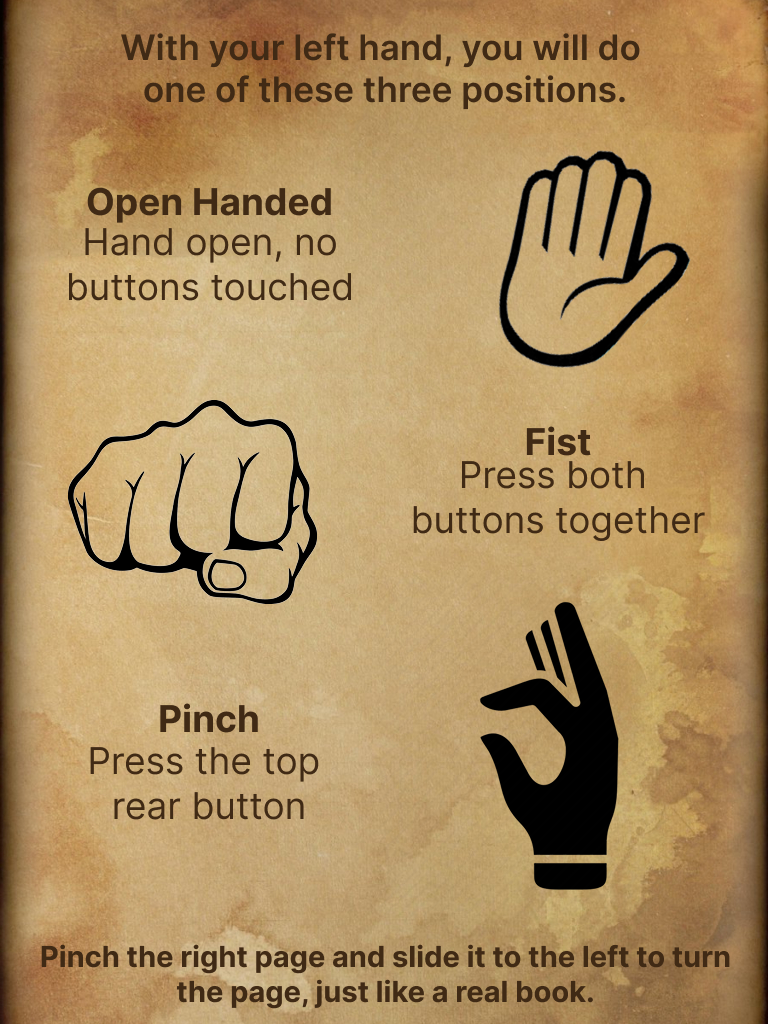 With your left hand, you will do
one of these three positions.
Open Handed
Hand open, no
buttons touched
Fist
Press both
buttons together
Pinch
Press the top
rear button
Pinch the right page and slide it to the left to turn
the page, just like a real book.